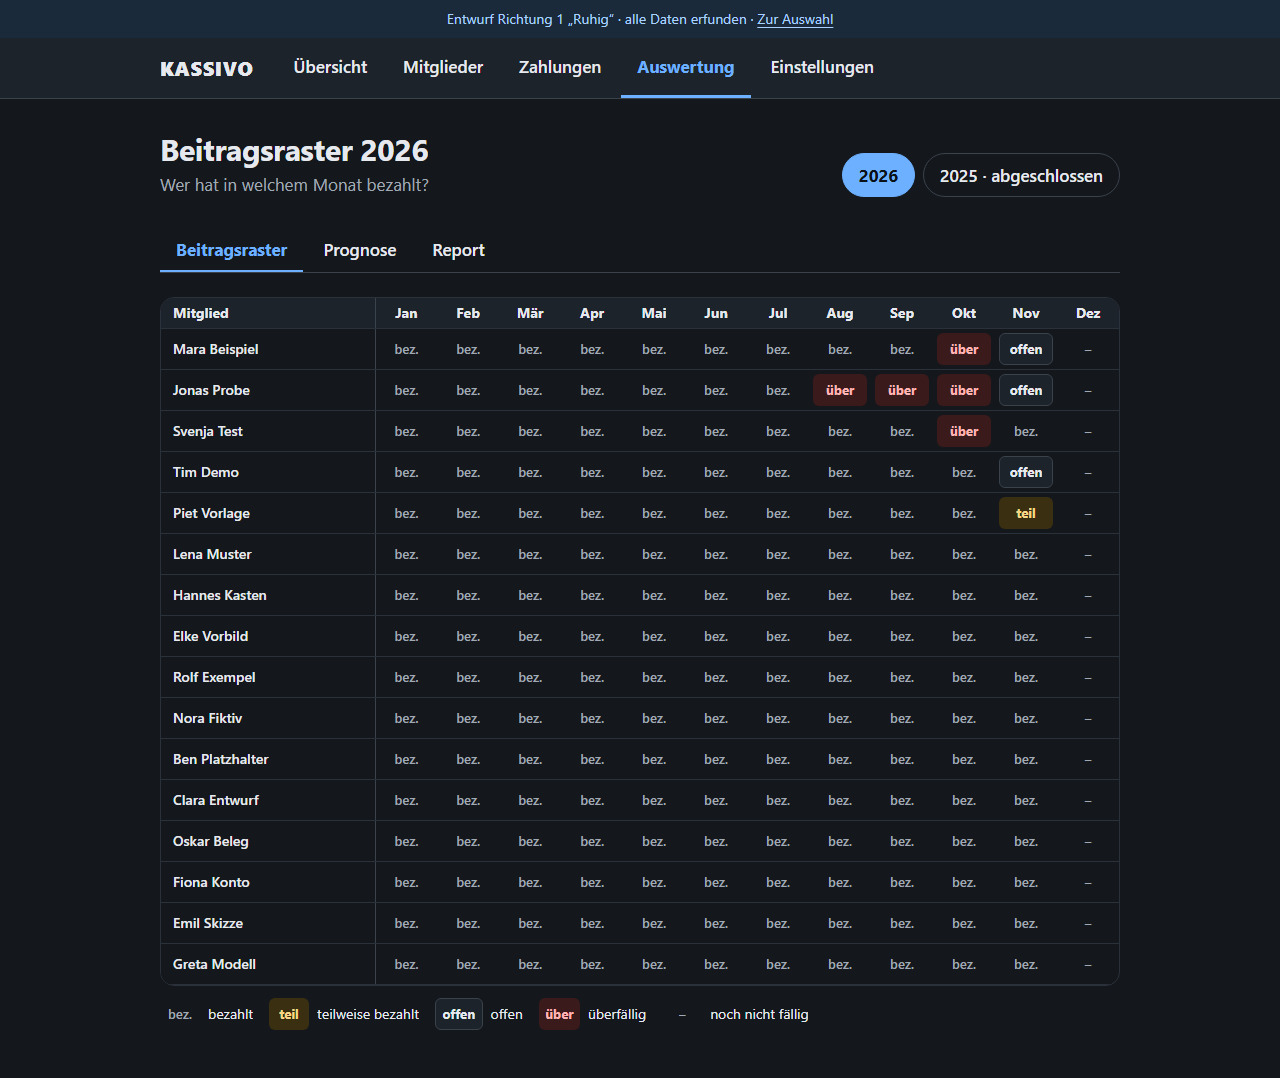 Entwurf Richtung 1 „Ruhig“ · alle Daten erfunden · Zur Auswahl
KASSIVO Übersicht Mitglieder Zahlungen Auswertung Einstellungen
Beitragsraster 2026
Wer hat in welchem Monat bezahlt?
2026 2025 · abgeschlossen
Beitragsraster Prognose Report
Mitglied Jan Feb Mär Apr Mai Jun Jul Aug Sep Okt Nov Dez
Mara Beispiel bez. bez. bez. bez. bez. bez. bez. bez. bez. über offen –
Jonas Probe bez. bez. bez. bez. bez. bez. bez. über über über offen –
Svenja Test bez. bez. bez. bez. bez. bez. bez. bez. bez. über bez. –
Tim Demo bez. bez. bez. bez. bez. bez. bez. bez. bez. bez. offen –
Piet Vorlage bez. bez. bez. bez. bez. bez. bez. bez. bez. bez. teil –
Lena Muster bez. bez. bez. bez. bez. bez. bez. bez. bez. bez. bez. –
Hannes Kasten bez. bez. bez. bez. bez. bez. bez. bez. bez. bez. bez. –
Elke Vorbild bez. bez. bez. bez. bez. bez. bez. bez. bez. bez. bez. –
Rolf Exempel bez. bez. bez. bez. bez. bez. bez. bez. bez. bez. bez. –
Nora Fiktiv bez. bez. bez. bez. bez. bez. bez. bez. bez. bez. bez. –
Ben Platzhalter bez. bez. bez. bez. bez. bez. bez. bez. bez. bez. bez. –
Clara Entwurf bez. bez. bez. bez. bez. bez. bez. bez. bez. bez. bez. –
Oskar Beleg bez. bez. bez. bez. bez. bez. bez. bez. bez. bez. bez. –
Fiona Konto bez. bez. bez. bez. bez. bez. bez. bez. bez. bez. bez. –
Emil Skizze bez. bez. bez. bez. bez. bez. bez. bez. bez. bez. bez. –
Greta Modell bez. bez. bez. bez. bez. bez. bez. bez. bez. bez. bez. –
bez. bezahlt teil teilweise bezahlt offen offen über überfällig – noch nicht fällig